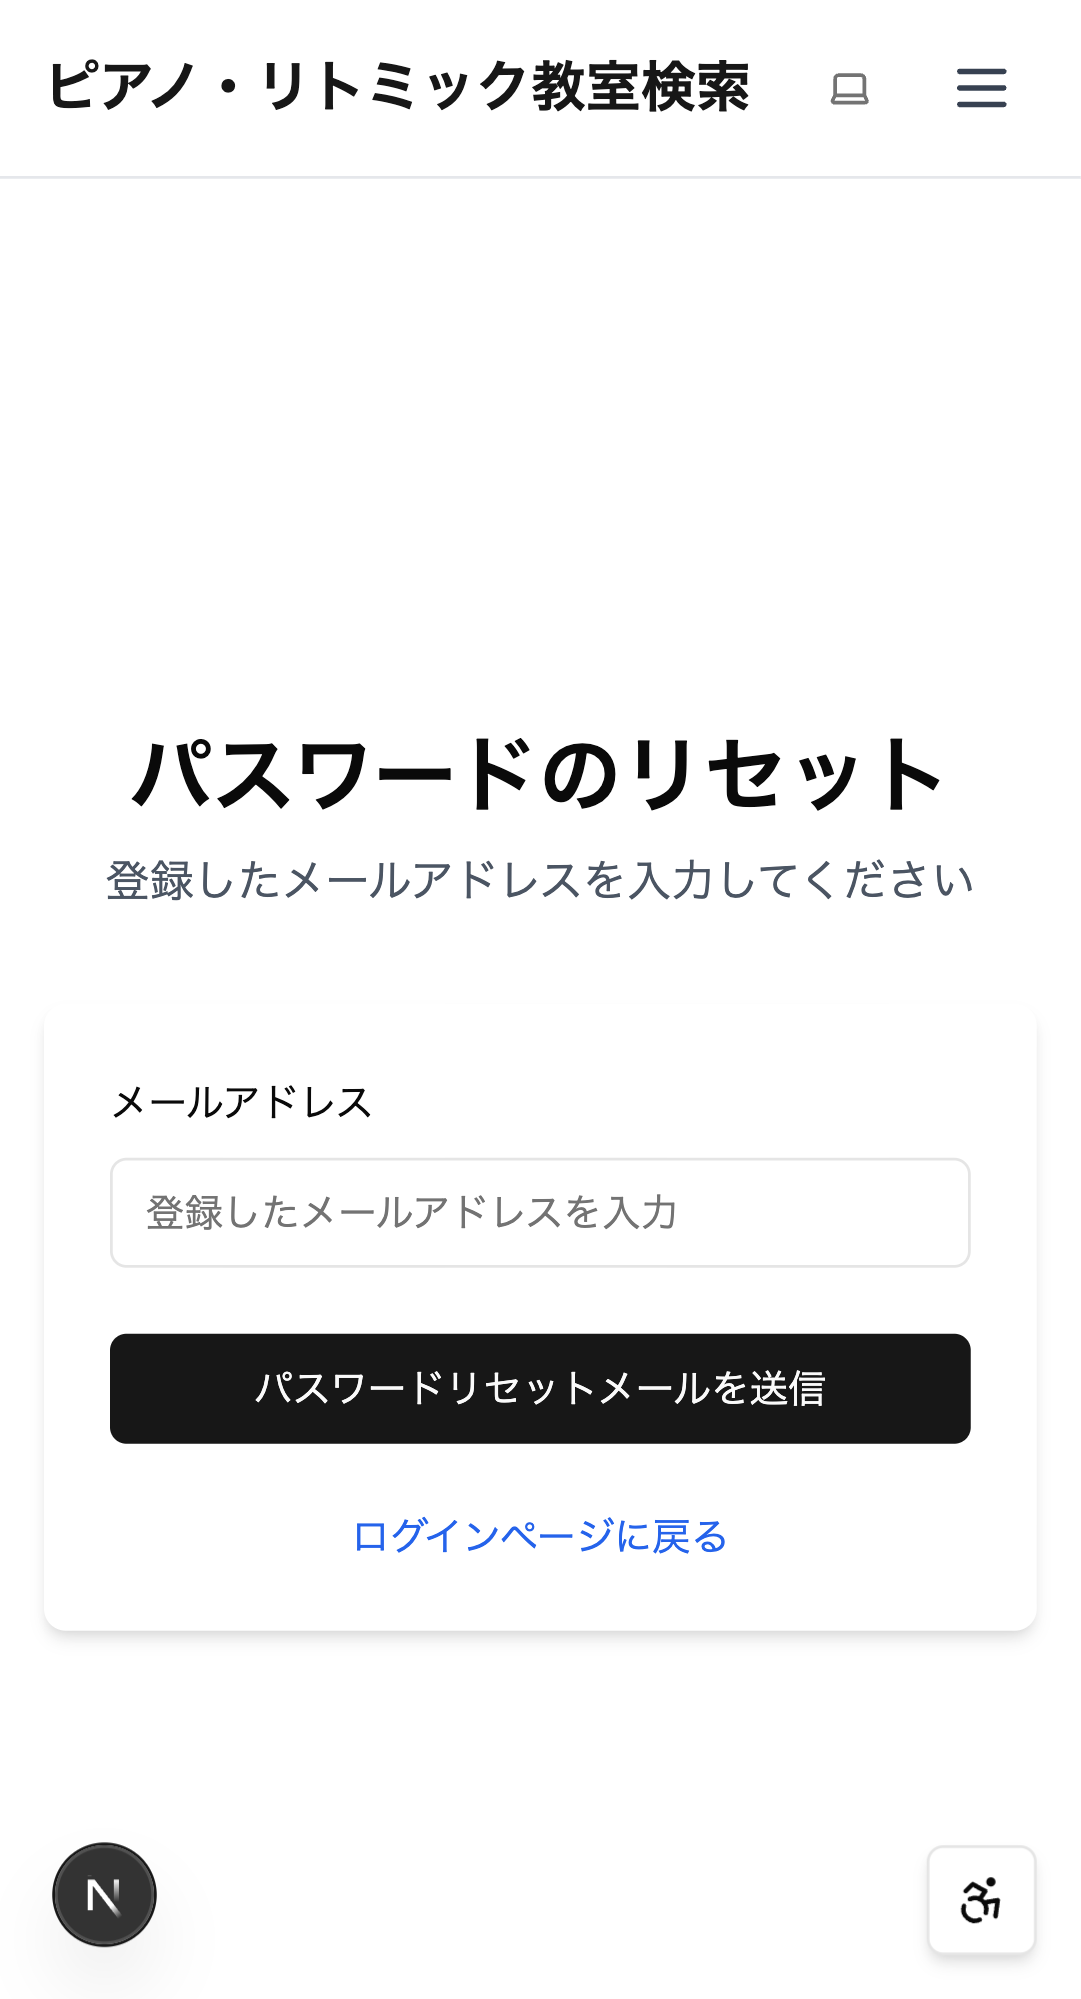 ピアノ・リトミック教室検索
パスワードのリセット
登録したメールアドレスを入力してください
メールアドレス
登録したメールアドレスを入力
パスワードリセットメールを送信
ログインページに戻る
N